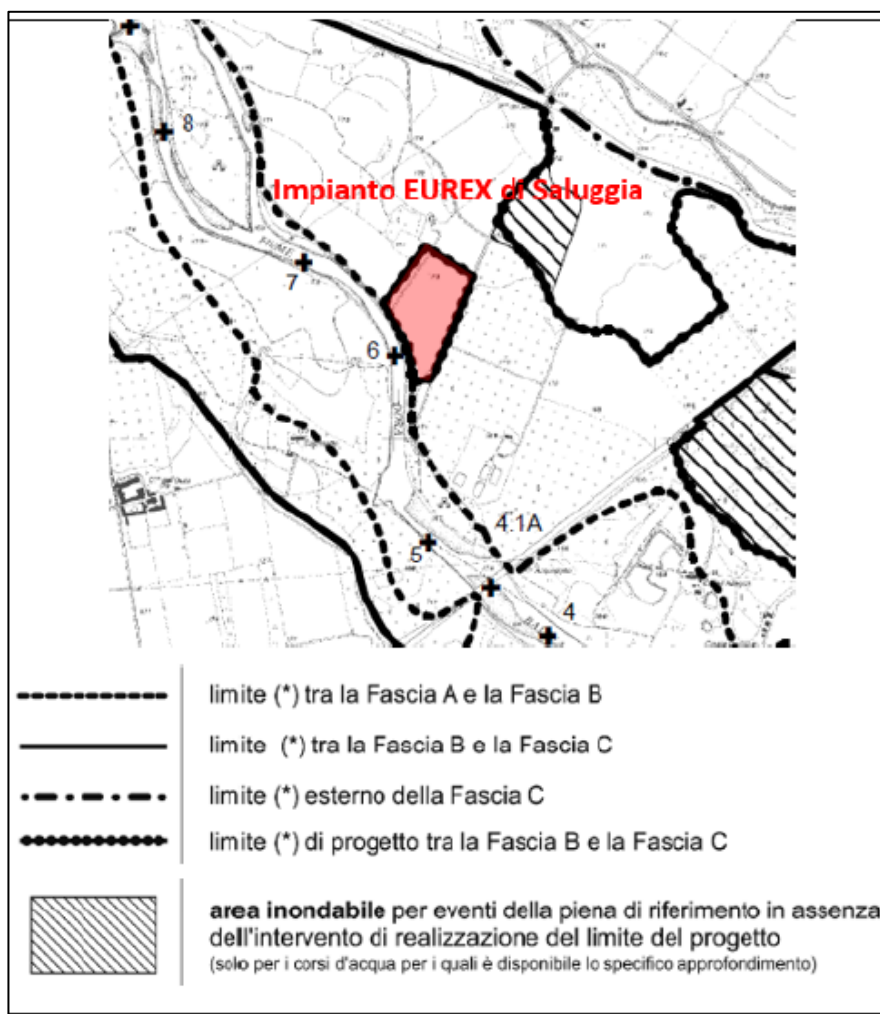 8
Impianto EUREX di Saluggia
FIUME
7
6
DORA
4.1A
5
4
limite (*) tra la Fascia A e la Fascia B
limite (*) tra la Fascia B e la Fascia C
limite (*) esterno della Fascia C
limite (*) di progetto tra la Fascia B e la Fascia C
area inondabile per eventi della piena di riferimento in assenza
dell'intervento di realizzazione del limite del progetto
(solo per i corsi d'acqua per i quali è disponibile lo specifico approfondimento)